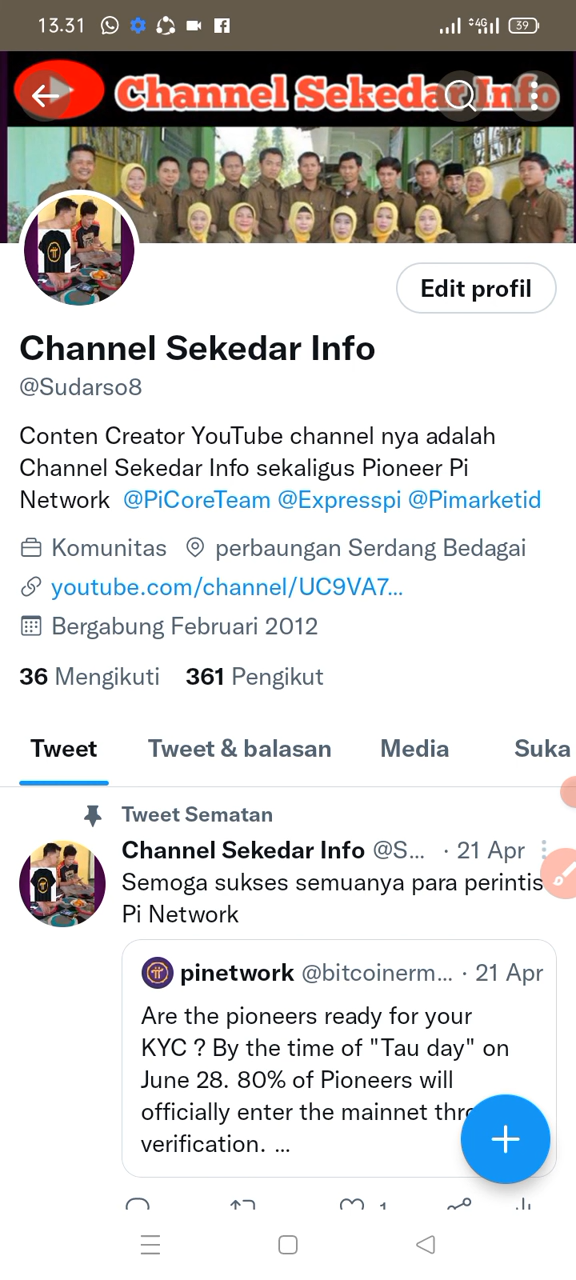 13.31
4G
39
Channel Sekedar Info
Edit profil
Channel Sekedar Info
@Sudarso8
Conten Creator YouTube channel nya adalah
Channel Sekedar Info sekaligus Pioneer Pi
Network @PiCoreTeam @Expresspi @Pimarketid
Komunitas perbaungan Serdang Bedagai
youtube.com/channel/UC9VA7...
Bergabung Februari 2012
36 Mengikuti 361 Pengikut
Tweet Tweet & balasan Media Suka
Tweet Sematan
Channel Sekedar Info @S... · 21 Apr
Semoga sukses semuanya para perintis
Pi Network
pinetwork @bitcoinerm... · 21 Apr
Are the pioneers ready for your
KYC ? By the time of "Tau day" on
June 28. 80% of Pioneers will
officially enter the mainnet
verification. ...
1